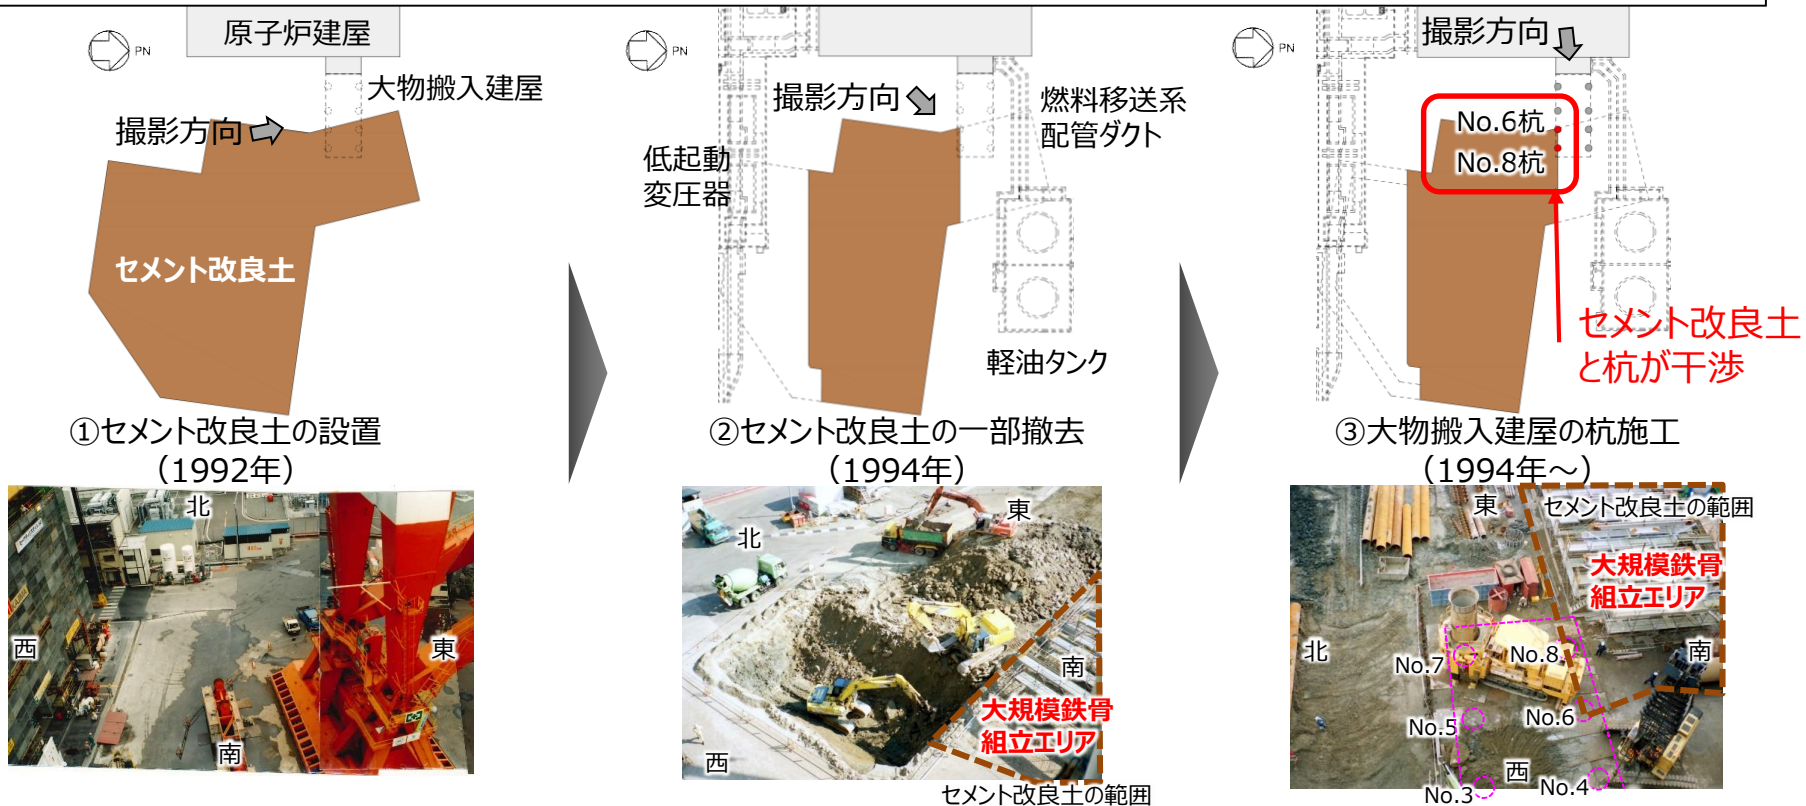 原子炉建屋
PN
大物搬入建屋
撮影方向
セメント改良土
①セメント改良土の設置
（1992年）
北
西
東
南
PN
撮影方向
燃料移送系
配管ダクト
低起動
変圧器
軽油タンク
②セメント改良土の一部撤去
（1994年）
東
北
南
大規模鉄骨
組立エリア
西
セメント改良土の範囲
PN
撮影方向
No.6杭
No.8杭
セメント改良土
と杭が干渉
③大物搬入建屋の杭施工
（1994年～）
東
セメント改良土の範囲
大規模鉄骨
組立エリア
北
南
No.7
No.8
No.5
No.6
西
No.3
No.4